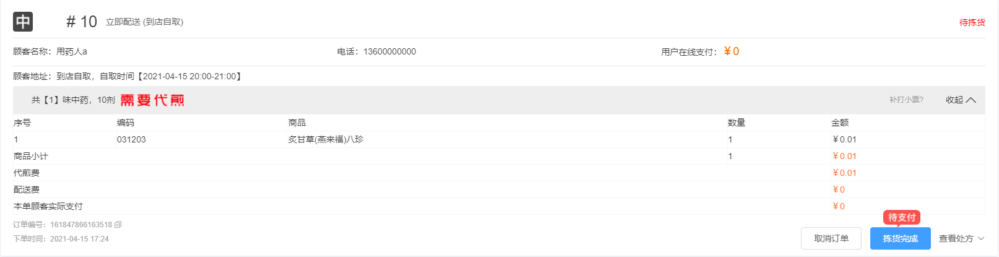 中 # 10 立即配送 (到店自取) 待拣货
顾客名称：用药人a 电话：13600000000 用户在线支付：¥ 0
顾客地址：到店自取，自取时间【2021-04-15 20:00-21:00】
共【1】味中药，10剂 需要代煎 补打小票? 收起
序号 编码 商品 数量 金额
1 031203 炙甘草(燕来福)八珍 1 ¥ 0.01
商品小计 1 ¥ 0.01
代煎费 ¥ 0.01
配送费 ¥ 0
本单顾客实际支付 ¥ 0
订单编号：161847866163518
待支付
下单时间：2021-04-15 17:24
取消订单 拣货完成 查看处方